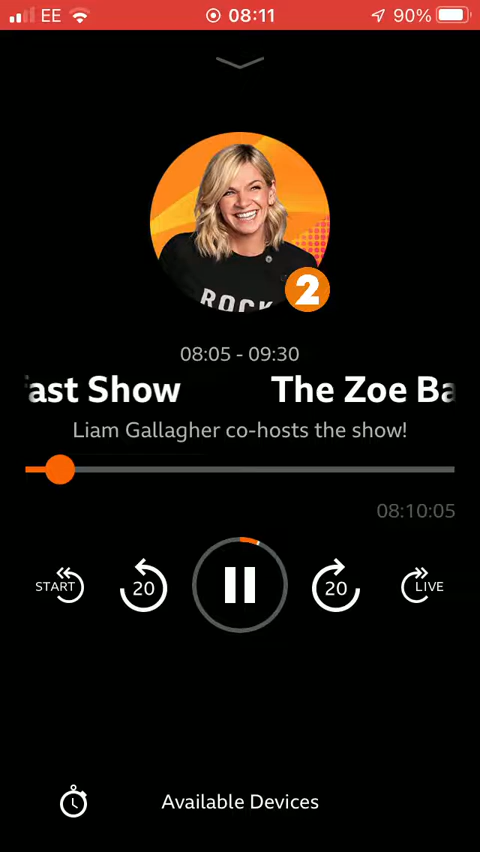 EE 08:11 90%
ROCK
2
08:05 - 09:30
ast Show The Zoe Ba
Liam Gallagher co-hosts the show!
08:10:05
START 20 20 LIVE
Available Devices